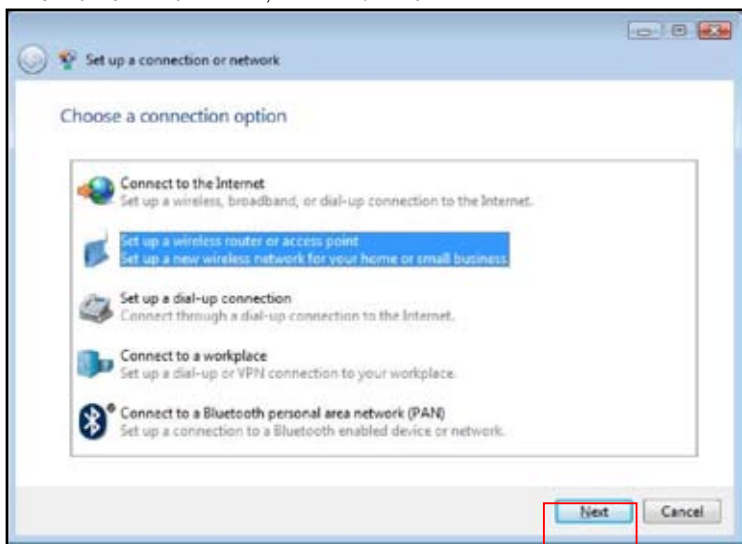 Set up a connection or network
Choose a connection option
Connect to the Internet
Set up a wireless, broadband, or dial-up connection to the Internet.
Set up a wireless router or access point
Set up a new wireless network for your home or small business
Set up a dial-up connection
Connect through a dial-up connection to the Internet.
Connect to a workplace
Set up a dial-up or VPN connection to your workplace.
Connect to a Bluetooth personal area network (PAN)
Set up a connection to a Bluetooth enabled device or network.
Next
Cancel